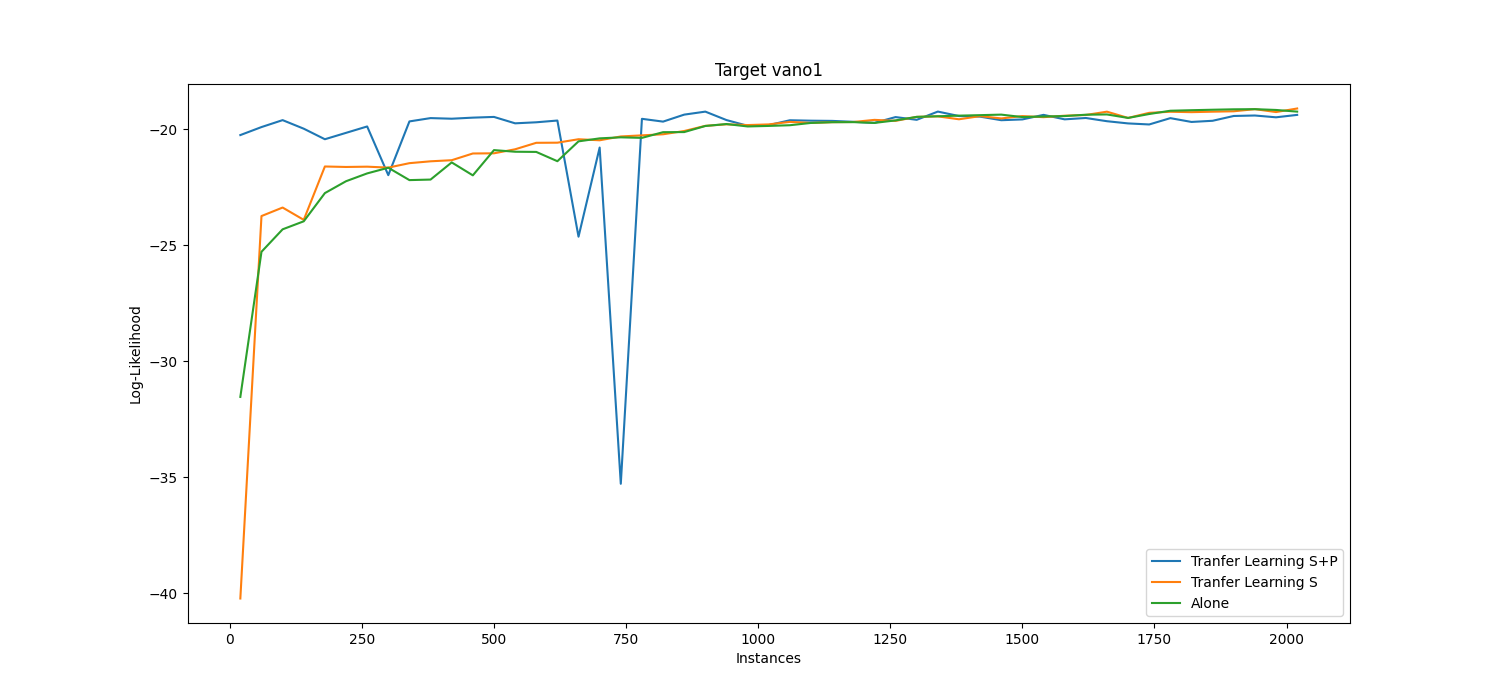 Target vano1
Log-Likelihood
−20
−25
−30
−35
−40
0
250
500
750
1000
1250
1500
1750
2000
Instances
Tranfer Learning S+P
Tranfer Learning S
Alone